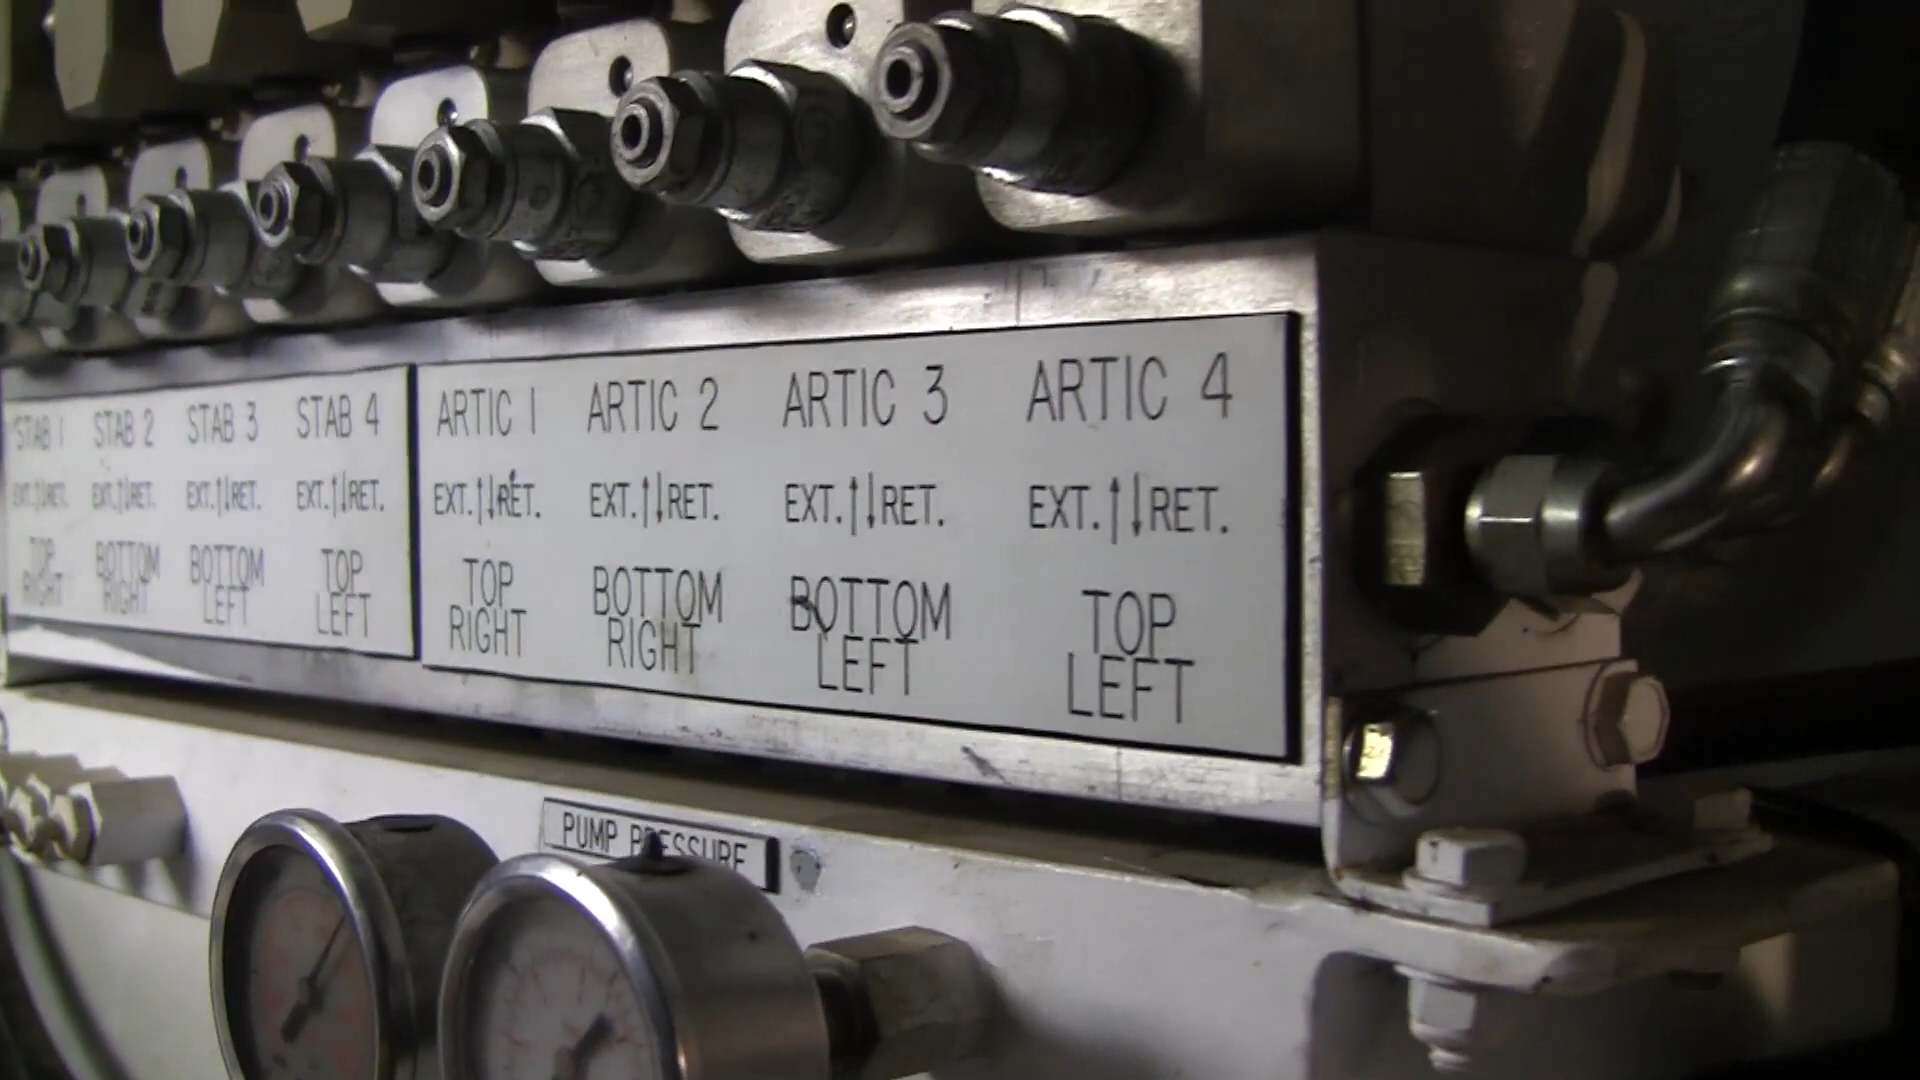 STAB 1 STAB 2 STAB 3 STAB 4
EXT.↑↓RET. EXT.↑↓RET. EXT.↑↓RET. EXT.↑↓RET.
TOP BOTTOM BOTTOM TOP
RIGHT RIGHT LEFT LEFT
ARTIC 1 ARTIC 2 ARTIC 3 ARTIC 4
EXT.↑↓RET. EXT.↑↓RET. EXT.↑↓RET. EXT.↑↓RET.
TOP BOTTOM BOTTOM TOP
RIGHT RIGHT LEFT LEFT
PUMP PRESSURE